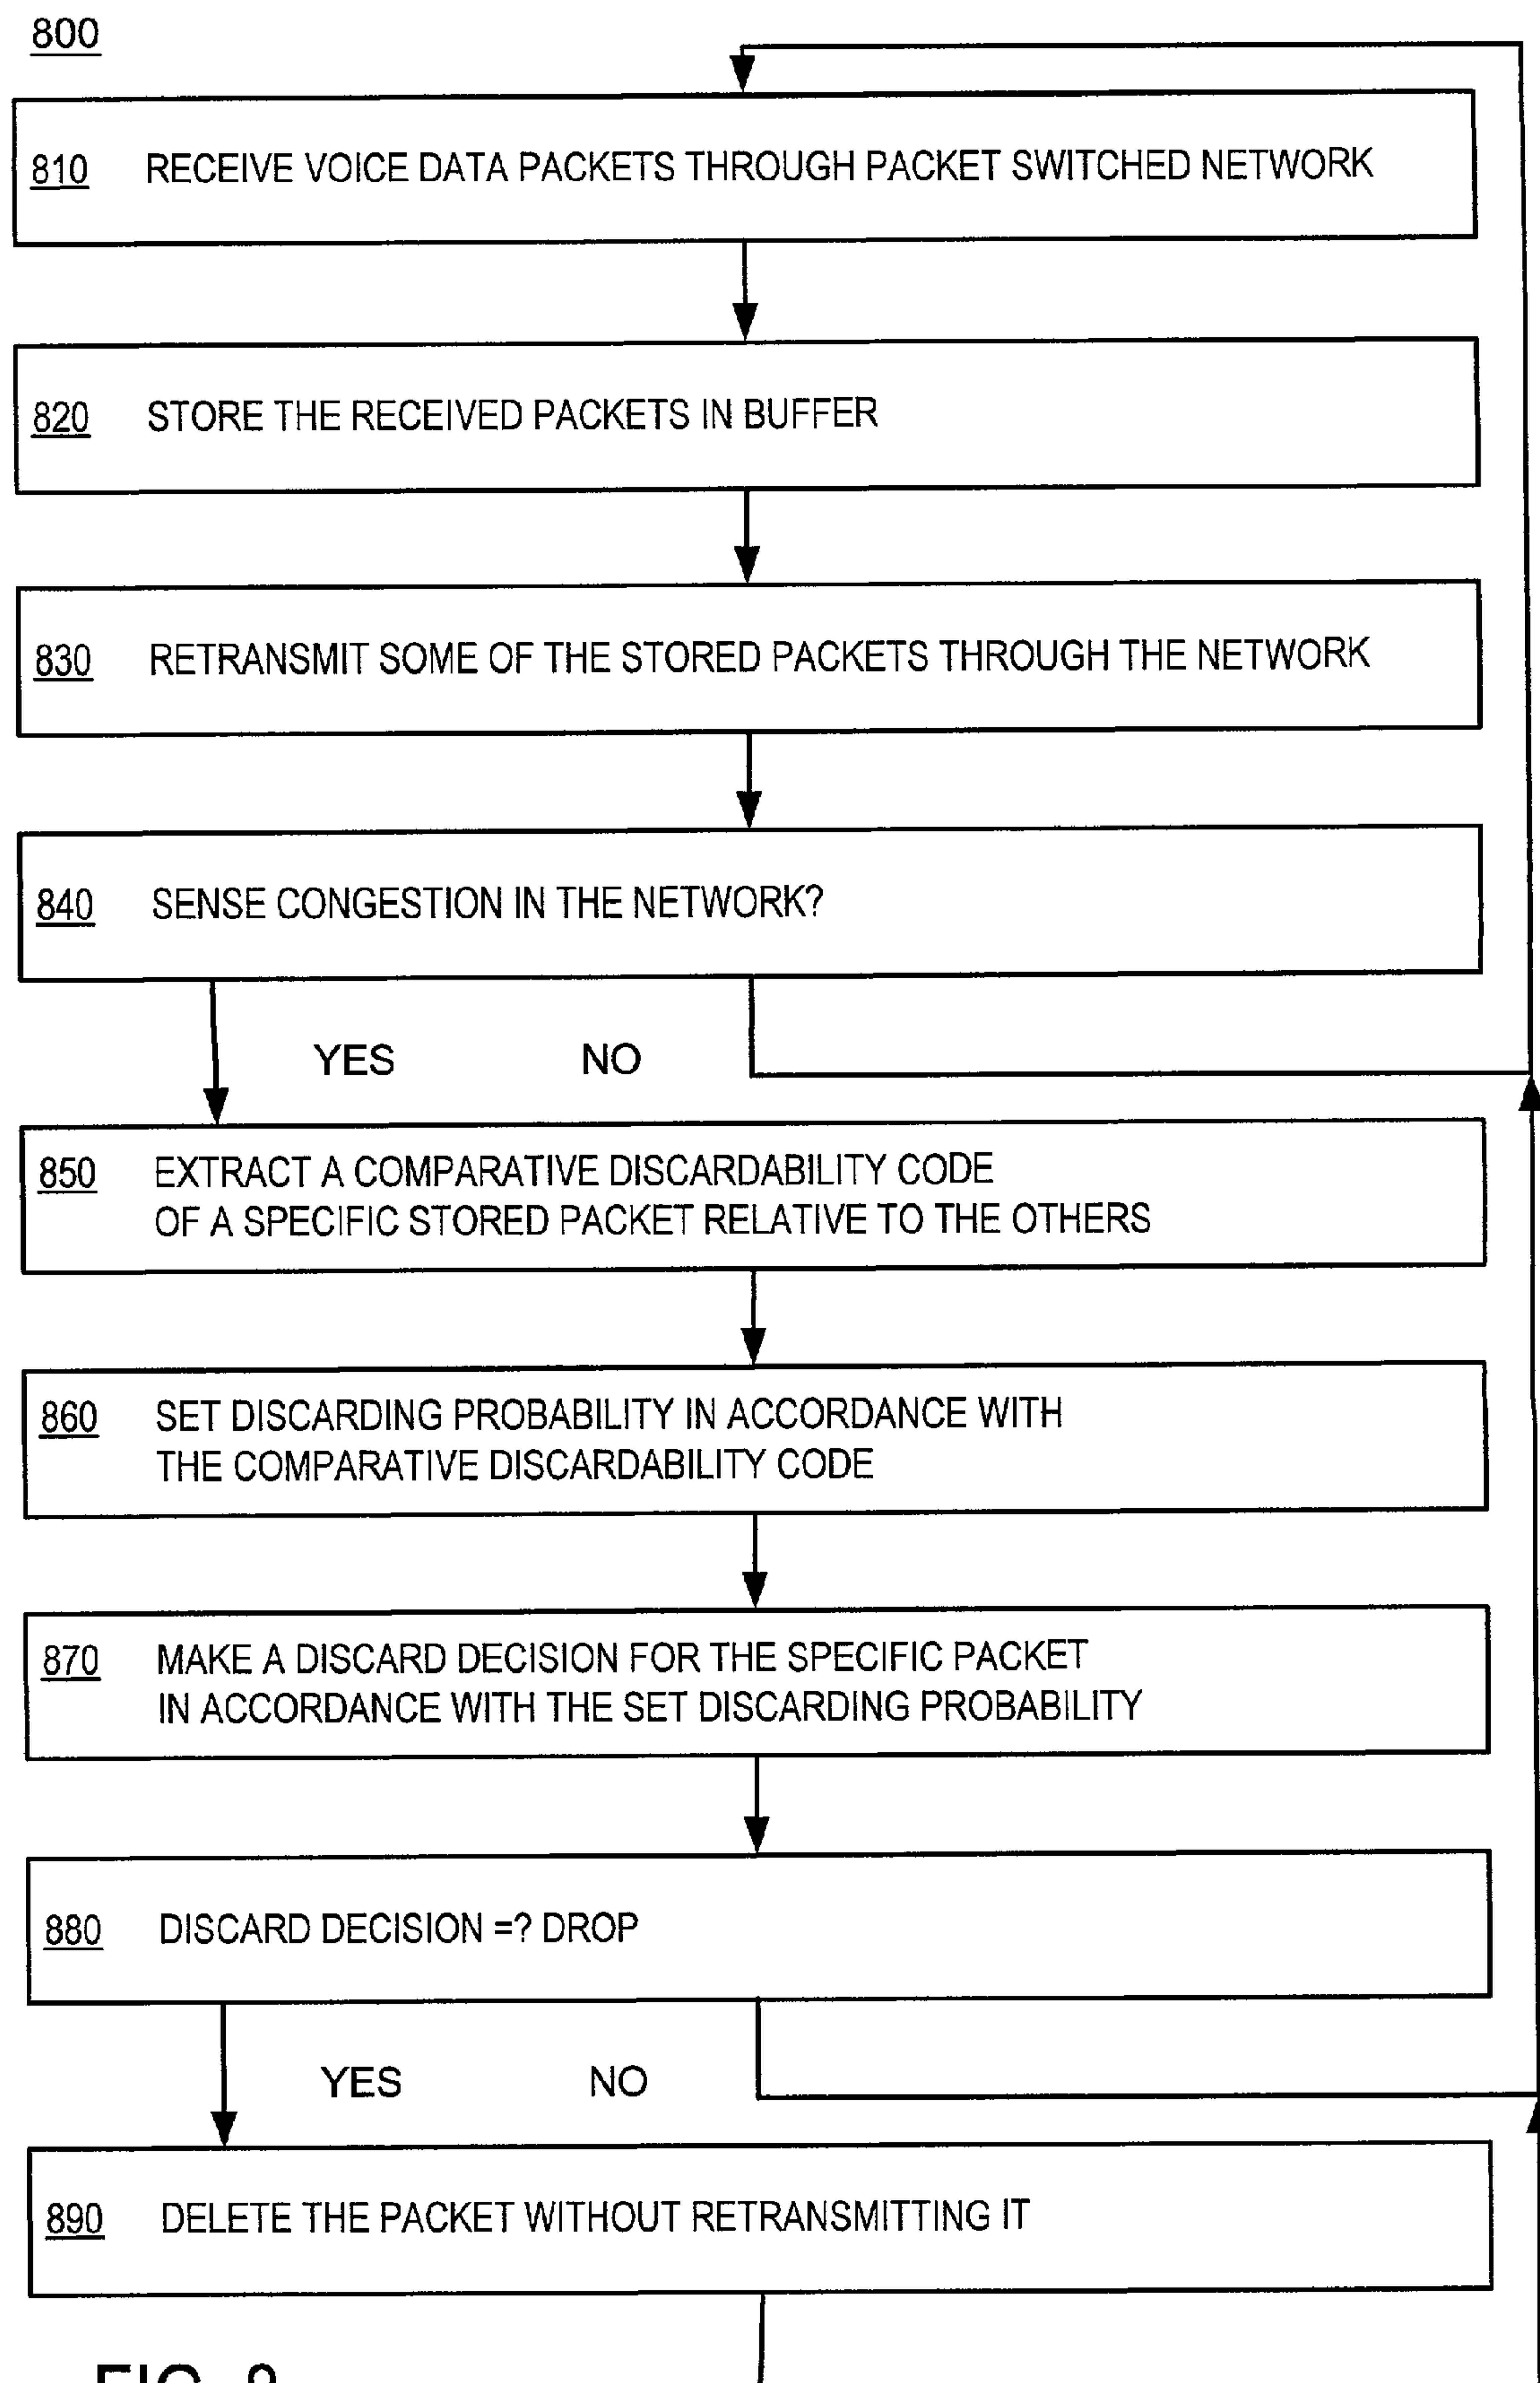 800
810 RECEIVE VOICE DATA PACKETS THROUGH PACKET SWITCHED NETWORK
820 STORE THE RECEIVED PACKETS IN BUFFER
830 RETRANSMIT SOME OF THE STORED PACKETS THROUGH THE NETWORK
840 SENSE CONGESTION IN THE NETWORK?
YES NO
850 EXTRACT A COMPARATIVE DISCARDABILITY CODE
OF A SPECIFIC STORED PACKET RELATIVE TO THE OTHERS
860 SET DISCARDING PROBABILITY IN ACCORDANCE WITH
THE COMPARATIVE DISCARDABILITY CODE
870 MAKE A DISCARD DECISION FOR THE SPECIFIC PACKET
IN ACCORDANCE WITH THE SET DISCARDING PROBABILITY
880 DISCARD DECISION =? DROP
YES NO
890 DELETE THE PACKET WITHOUT RETRANSMITTING IT
FIG.